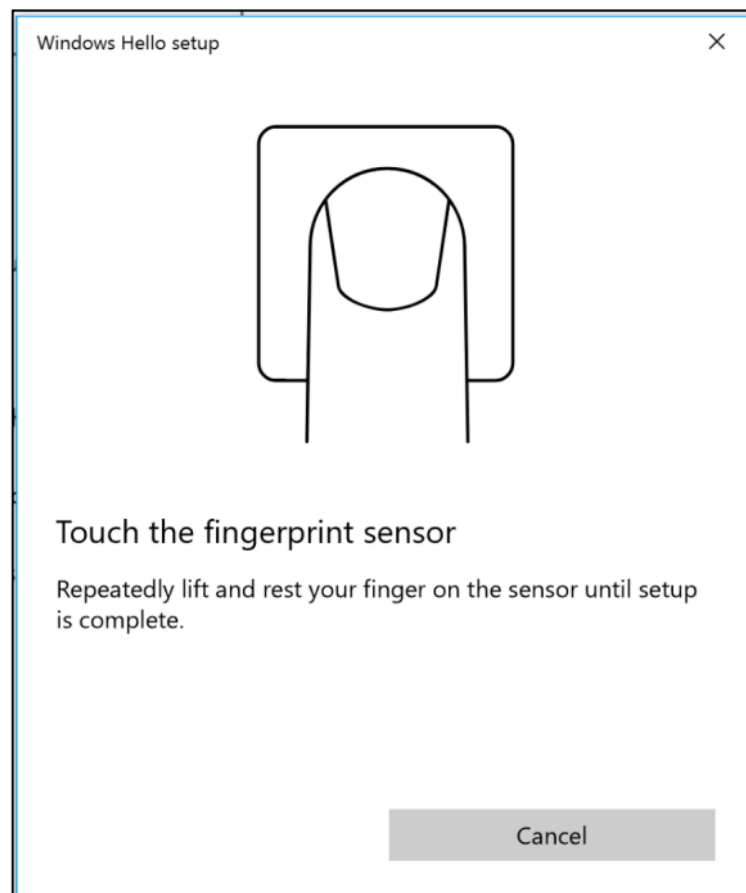 Windows Hello setup
Touch the fingerprint sensor
Repeatedly lift and rest your finger on the sensor until setup
is complete.
Cancel